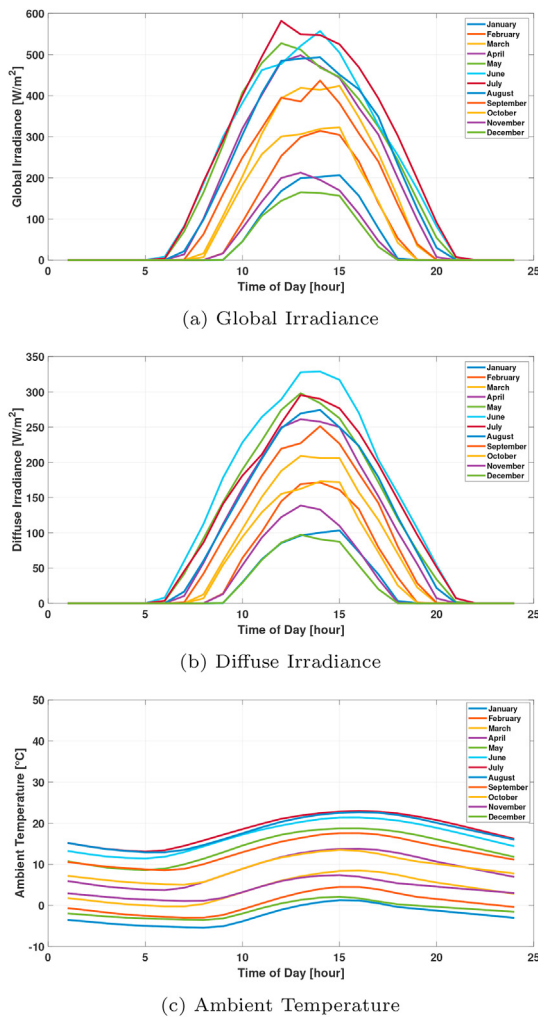 600
500
400
300
200
100
0
Global Irradiance [W/m²]
0 5 10 15 20 25
Time of Day [hour]
January
February
March
April
May
June
July
August
September
October
November
December
(a) Global Irradiance
350
300
250
200
150
100
50
0
Diffuse Irradiance [W/m²]
0 5 10 15 20 25
Time of Day [hour]
January
February
March
April
May
June
July
August
September
October
November
December
(b) Diffuse Irradiance
50
40
30
20
10
0
-10
Ambient Temperature [°C]
0 5 10 15 20 25
Time of Day [hour]
January
February
March
April
May
June
July
August
September
October
November
December
(c) Ambient Temperature